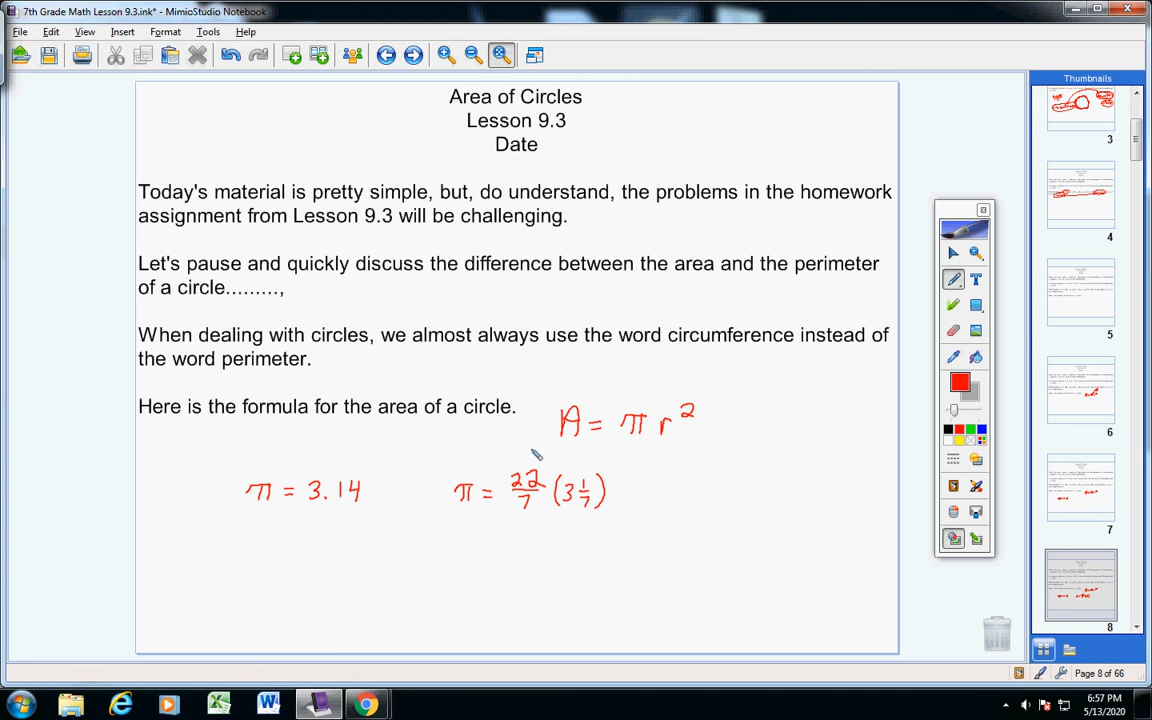 7th Grade Math Lesson 9.3.ink* - MimioStudio Notebook
File Edit View Insert Format Tools Help
Area of Circles
Lesson 9.3
Date
Today's material is pretty simple, but, do understand, the problems in the homework
assignment from Lesson 9.3 will be challenging.
Let's pause and quickly discuss the difference between the area and the perimeter
of a circle.........,
When dealing with circles, we almost always use the word circumference instead of
the word perimeter.
Here is the formula for the area of a circle.
A = π r²
π = 3.14
π = 22/7 (3 1/7)
Thumbnails
3
4
5
6
7
8
Page 8 of 66
6:57 PM
5/13/2020